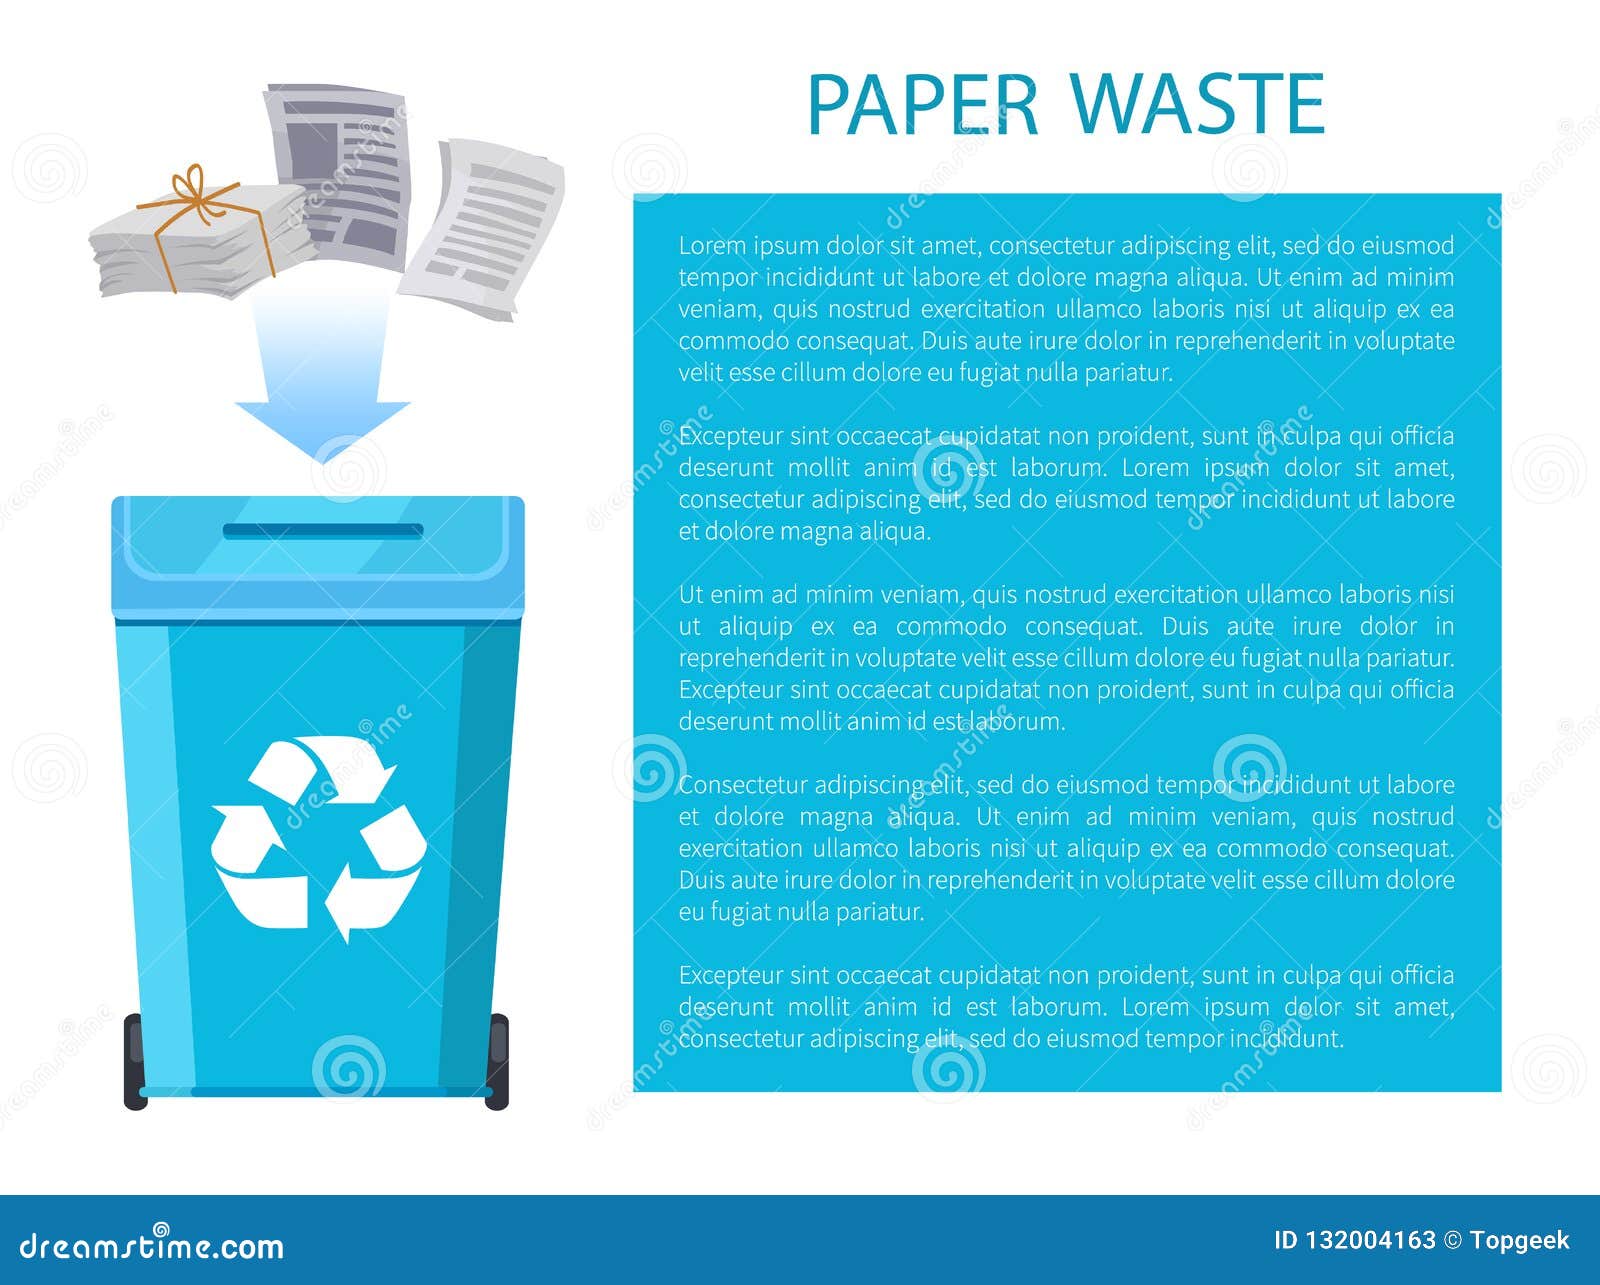 PAPER WASTE
Lorem ipsum dolor sit amet, consectetur adipiscing elit, sed do eiusmod
tempor incididunt ut labore et dolore magna aliqua. Ut enim ad minim
veniam, quis nostrud exercitation ullamco laboris nisi ut aliquip ex ea
commodo consequat. Duis aute irure dolor in reprehenderit in voluptate
velit esse cillum dolore eu fugiat nulla pariatur.
Excepteur sint occaecat cupidatat non proident, sunt in culpa qui officia
deserunt mollit anim id est laborum. Lorem ipsum dolor sit amet,
consectetur adipiscing elit, sed do eiusmod tempor incididunt ut labore
et dolore magna aliqua.
Ut enim ad minim veniam, quis nostrud exercitation ullamco laboris nisi
ut aliquip ex ea commodo consequat. Duis aute irure dolor in
reprehenderit in voluptate velit esse cillum dolore eu fugiat nulla pariatur.
Excepteur sint occaecat cupidatat non proident, sunt in culpa qui officia
deserunt mollit anim id est laborum.
Consectetur adipiscing elit, sed do eiusmod tempor incididunt ut labore
et dolore magna aliqua. Ut enim ad minim veniam, quis nostrud
exercitation ullamco laboris nisi ut aliquip ex ea commodo consequat.
Duis aute irure dolor in reprehenderit in voluptate velit esse cillum dolore
eu fugiat nulla pariatur.
Excepteur sint occaecat cupidatat non proident, sunt in culpa qui officia
deserunt mollit anim id est laborum. Lorem ipsum dolor sit amet,
consectetur adipiscing elit, sed do eiusmod tempor incididunt.
dreamstime.com
ID 132004163 © Topgeek